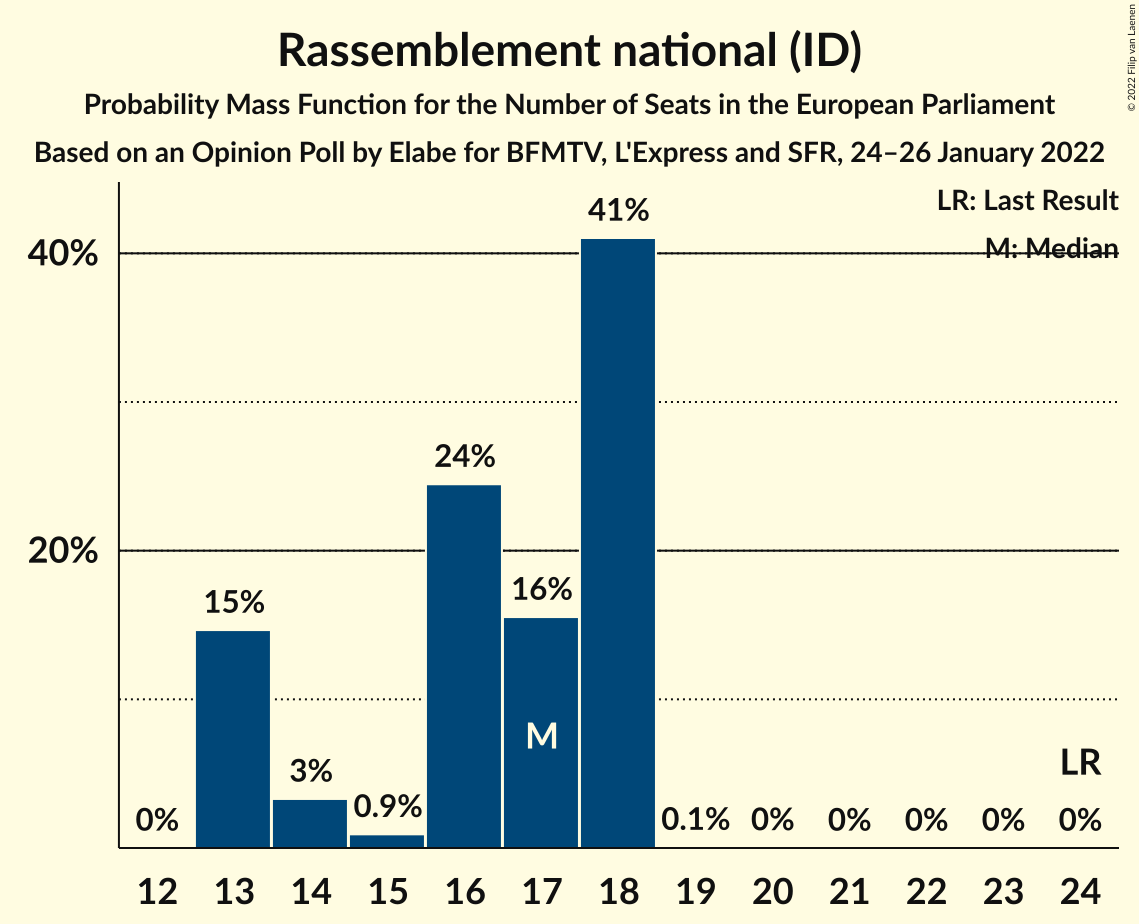 Rassemblement national (ID)
Probability Mass Function for the Number of Seats in the European Parliament
Based on an Opinion Poll by Elabe for BFMTV, L'Express and SFR, 24–26 January 2022
© 2022 Filip van Laenen
LR: Last Result
M: Median
40%
20%
0%
15%
3%
0.9%
24%
16%
41%
0.1%
0%
0%
0%
0%
0%
M
LR
12 13 14 15 16 17 18 19 20 21 22 23 24